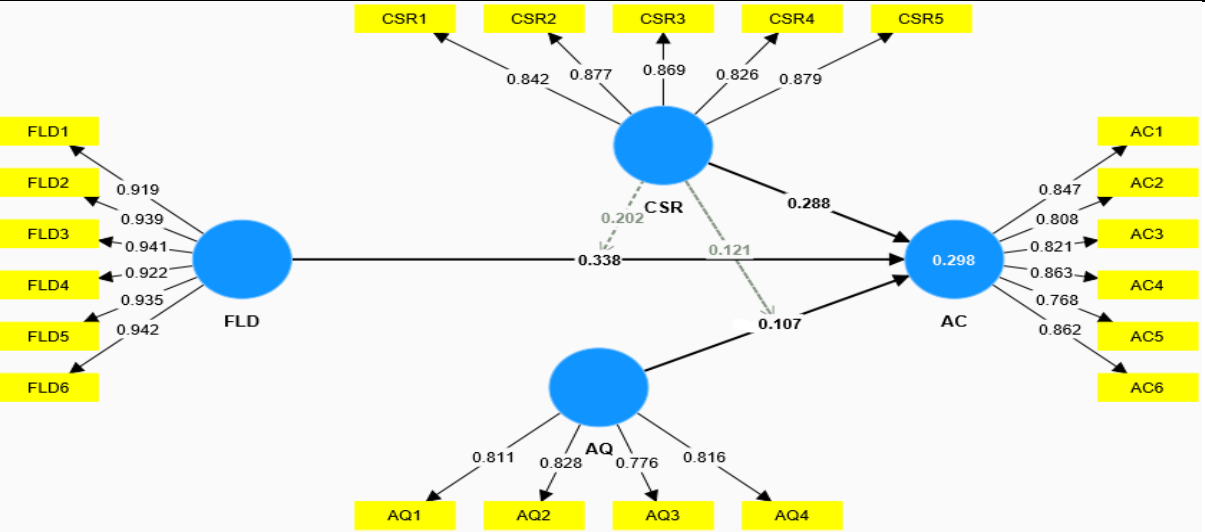 CSR1 CSR2 CSR3 CSR4 CSR5
0.842 0.877 0.869 0.826 0.879
FLD1
FLD2
FLD3
FLD4
FLD5
FLD6
0.919
0.939
0.941
0.922
0.935
0.942
FLD
CSR
0.202
0.121
0.288
0.338
0.107
0.298
AC
0.847
0.808
0.821
0.863
0.768
0.862
AC1
AC2
AC3
AC4
AC5
AC6
AQ
0.811 0.828 0.776 0.816
AQ1 AQ2 AQ3 AQ4